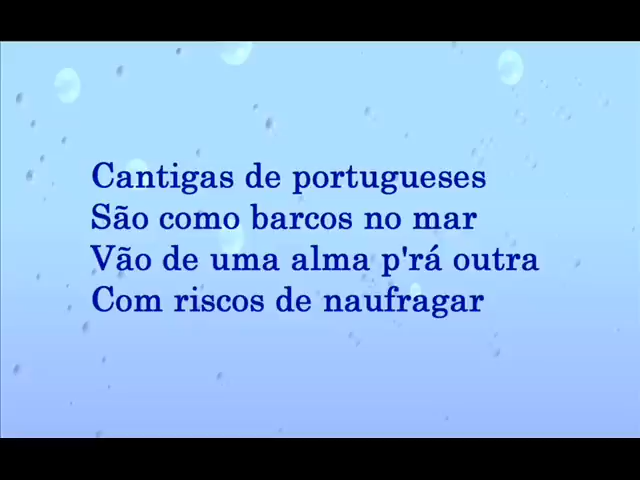 Cantigas de portugueses
São como barcos no mar
Vão de uma alma p'rá outra
Com riscos de naufragar